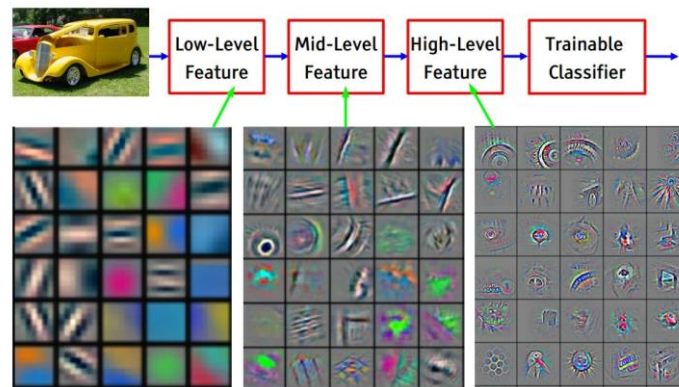 Low-Level
Feature
Mid-Level
Feature
High-Level
Feature
Trainable
Classifier